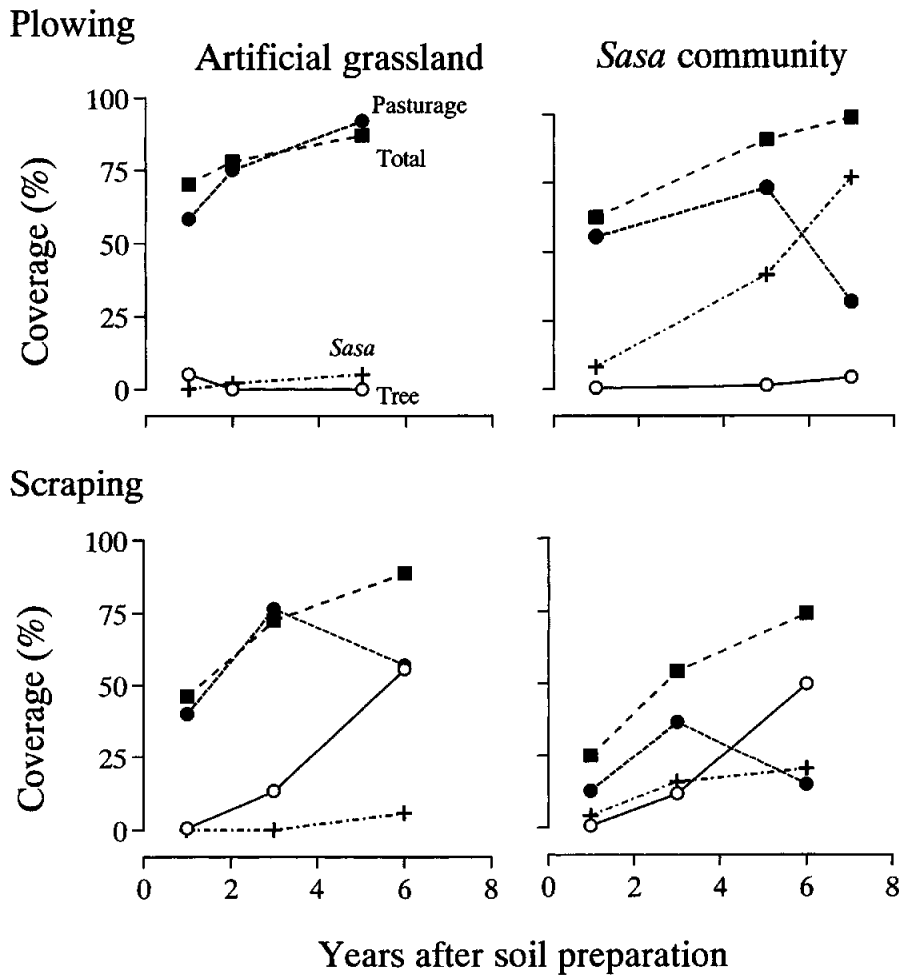 Plowing
Artificial grassland
Sasa community
100
75
50
25
0
Coverage (%)
Pasturage
Total
Sasa
Tree
Scraping
100
75
50
25
0
Coverage (%)
0 2 4 6 8
0 2 4 6 8
Years after soil preparation